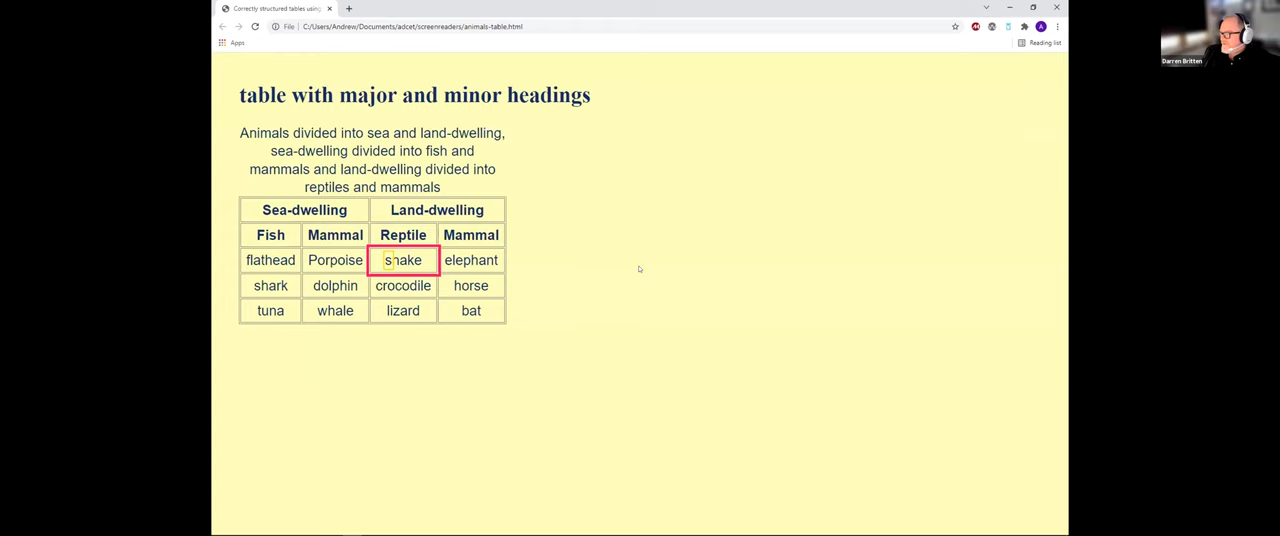 Correctly structured tables using
File
C:/Users/Andrew/Documents/adcet/screenreaders/animals-table.html
A
Apps
Reading list
Darren Britten
table with major and minor headings
Animals divided into sea and land-dwelling,
sea-dwelling divided into fish and
mammals and land-dwelling divided into
reptiles and mammals
Sea-dwelling Land-dwelling
Fish Mammal Reptile Mammal
flathead Porpoise snake elephant
shark dolphin crocodile horse
tuna whale lizard bat